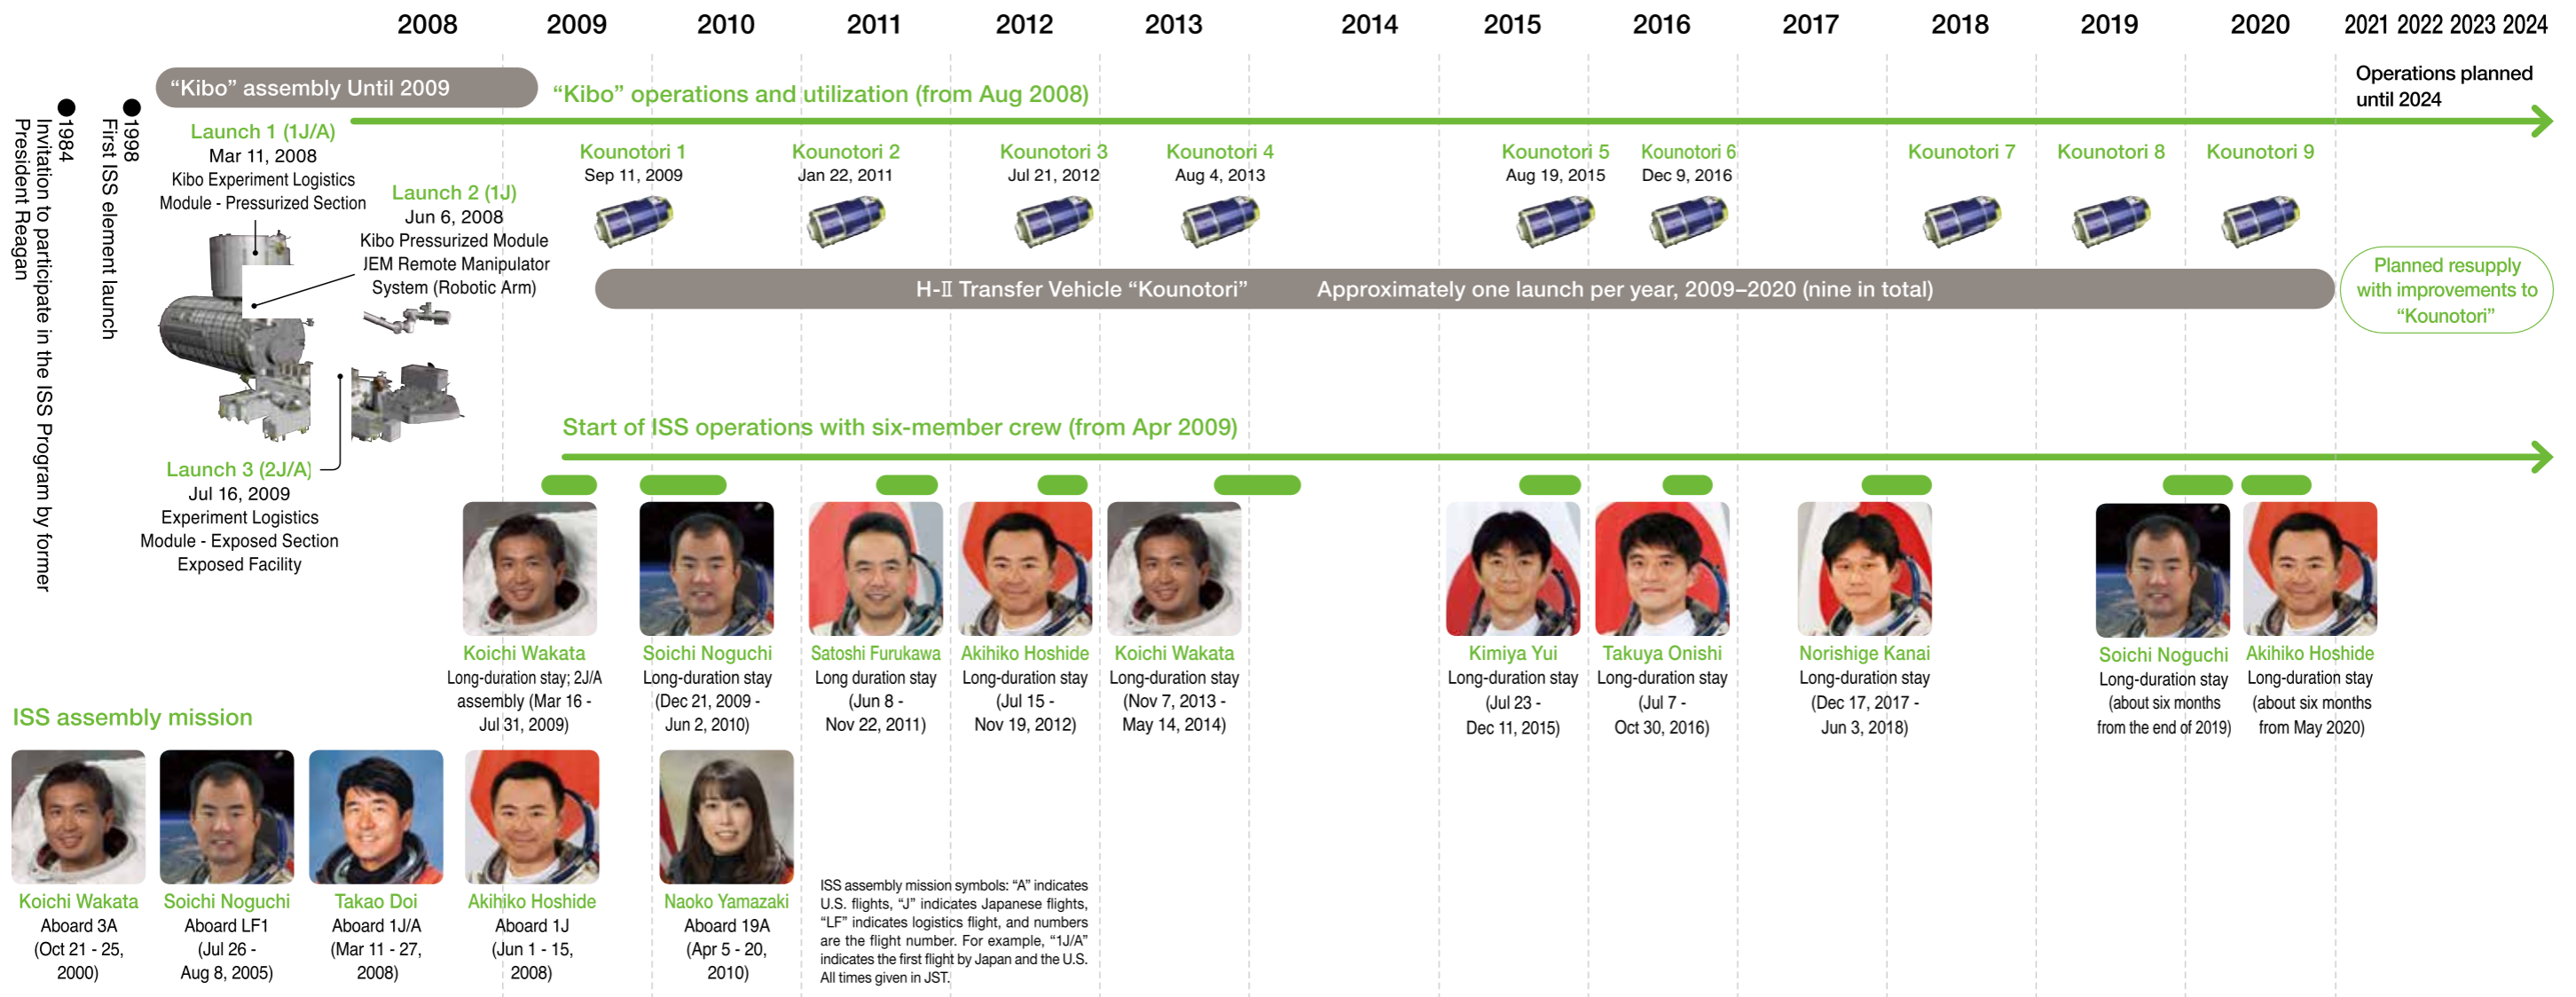 2008 2009 2010 2011 2012 2013 2014 2015 2016 2017 2018 2019 2020 2021 2022 2023 2024
1984
Invitation to participate in the ISS Program by former
President Reagan
1998
First ISS element launch
“Kibo” assembly Until 2009
“Kibo” operations and utilization (from Aug 2008)
Operations planned
until 2024
Launch 1 (1J/A)
Mar 11, 2008
Kibo Experiment Logistics
Module - Pressurized Section
Launch 2 (1J)
Jun 6, 2008
Kibo Pressurized Module
JEM Remote Manipulator
System (Robotic Arm)
Launch 3 (2J/A)
Jul 16, 2009
Experiment Logistics
Module - Exposed Section
Exposed Facility
Kounotori 1
Sep 11, 2009
Kounotori 2
Jan 22, 2011
Kounotori 3
Jul 21, 2012
Kounotori 4
Aug 4, 2013
Kounotori 5
Aug 19, 2015
Kounotori 6
Dec 9, 2016
Kounotori 7
Kounotori 8
Kounotori 9
H-Ⅱ Transfer Vehicle “Kounotori” Approximately one launch per year, 2009–2020 (nine in total)
Planned resupply
with improvements to
“Kounotori”
Start of ISS operations with six-member crew (from Apr 2009)
Koichi Wakata
Long-duration stay; 2J/A
assembly (Mar 16 -
Jul 31, 2009)
Soichi Noguchi
Long-duration stay
(Dec 21, 2009 -
Jun 2, 2010)
Satoshi Furukawa
Long duration stay
(Jun 8 -
Nov 22, 2011)
Akihiko Hoshide
Long-duration stay
(Jul 15 -
Nov 19, 2012)
Koichi Wakata
Long-duration stay
(Nov 7, 2013 -
May 14, 2014)
Kimiya Yui
Long-duration stay
(Jul 23 -
Dec 11, 2015)
Takuya Onishi
Long-duration stay
(Jul 7 -
Oct 30, 2016)
Norishige Kanai
Long-duration stay
(Dec 17, 2017 -
Jun 3, 2018)
Soichi Noguchi
Long-duration stay
(about six months
from the end of 2019)
Akihiko Hoshide
Long-duration stay
(about six months
from May 2020)
ISS assembly mission
Koichi Wakata
Aboard 3A
(Oct 21 - 25,
2000)
Soichi Noguchi
Aboard LF1
(Jul 26 -
Aug 8, 2005)
Takao Doi
Aboard 1J/A
(Mar 11 - 27,
2008)
Akihiko Hoshide
Aboard 1J
(Jun 1 - 15,
2008)
Naoko Yamazaki
Aboard 19A
(Apr 5 - 20,
2010)
ISS assembly mission symbols: “A” indicates
U.S. flights, “J” indicates Japanese flights,
“LF” indicates logistics flight, and numbers
are the flight number. For example, “1J/A”
indicates the first flight by Japan and the U.S.
All times given in JST.